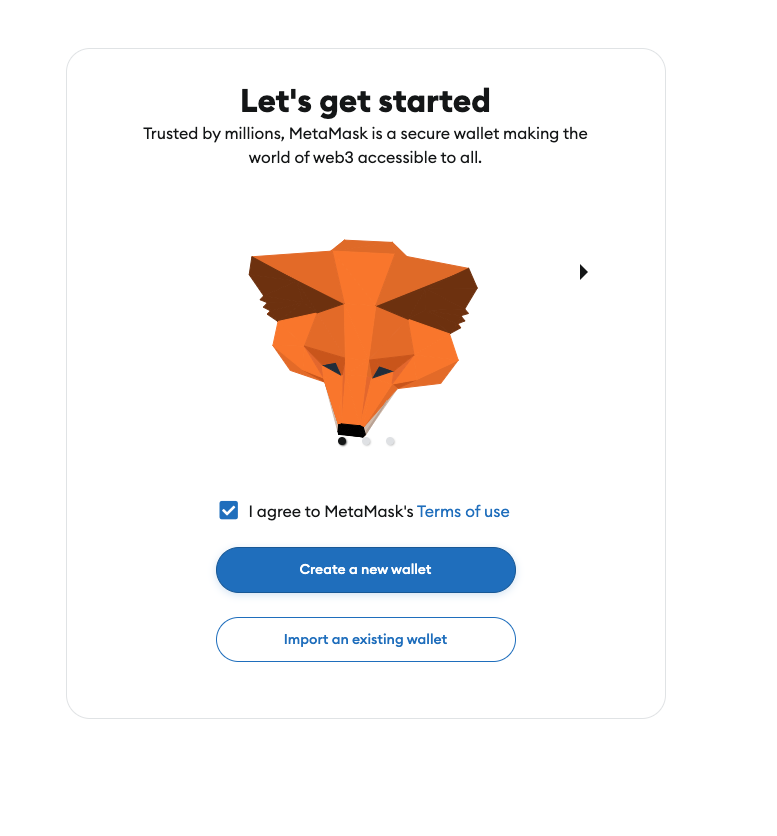 Let's get started
Trusted by millions, MetaMask is a secure wallet making the
world of web3 accessible to all.
I agree to MetaMask's Terms of use
Create a new wallet
Import an existing wallet